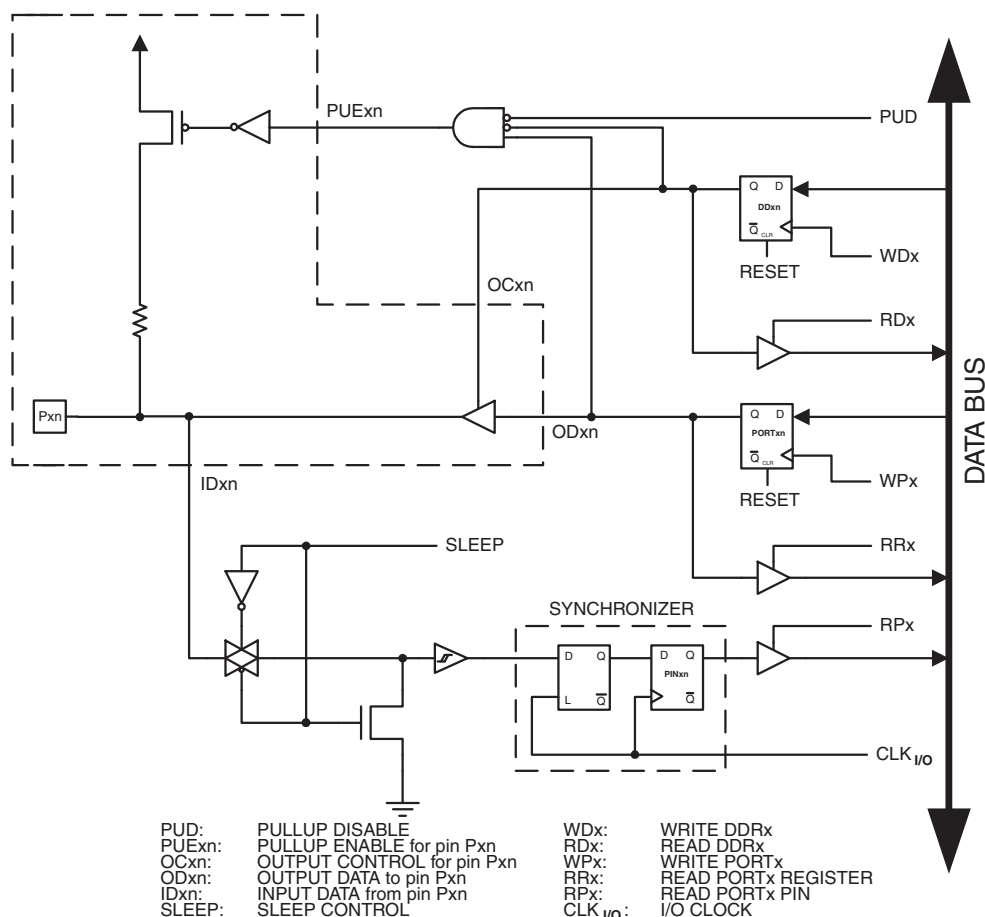 PUExn
PUD
Q D
DDxn
Q CLR
WDx
RESET
OCxn
RDx
DATA BUS
Pxn
ODxn
Q D
PORTxn
Q CLR
WPx
RESET
IDxn
SLEEP
RRx
SYNCHRONIZER
RPx
D Q
L Q
D Q
PINxn
Q
CLK I/O
PUD: PULLUP DISABLE
PUExn: PULLUP ENABLE for pin Pxn
OCxn: OUTPUT CONTROL for pin Pxn
ODxn: OUTPUT DATA to pin Pxn
IDxn: INPUT DATA from pin Pxn
SLEEP: SLEEP CONTROL
WDx: WRITE DDRx
RDx: READ DDRx
WPx: WRITE PORTx
RRx: READ PORTx REGISTER
RPx: READ PORTx PIN
CLK I/O: I/O CLOCK